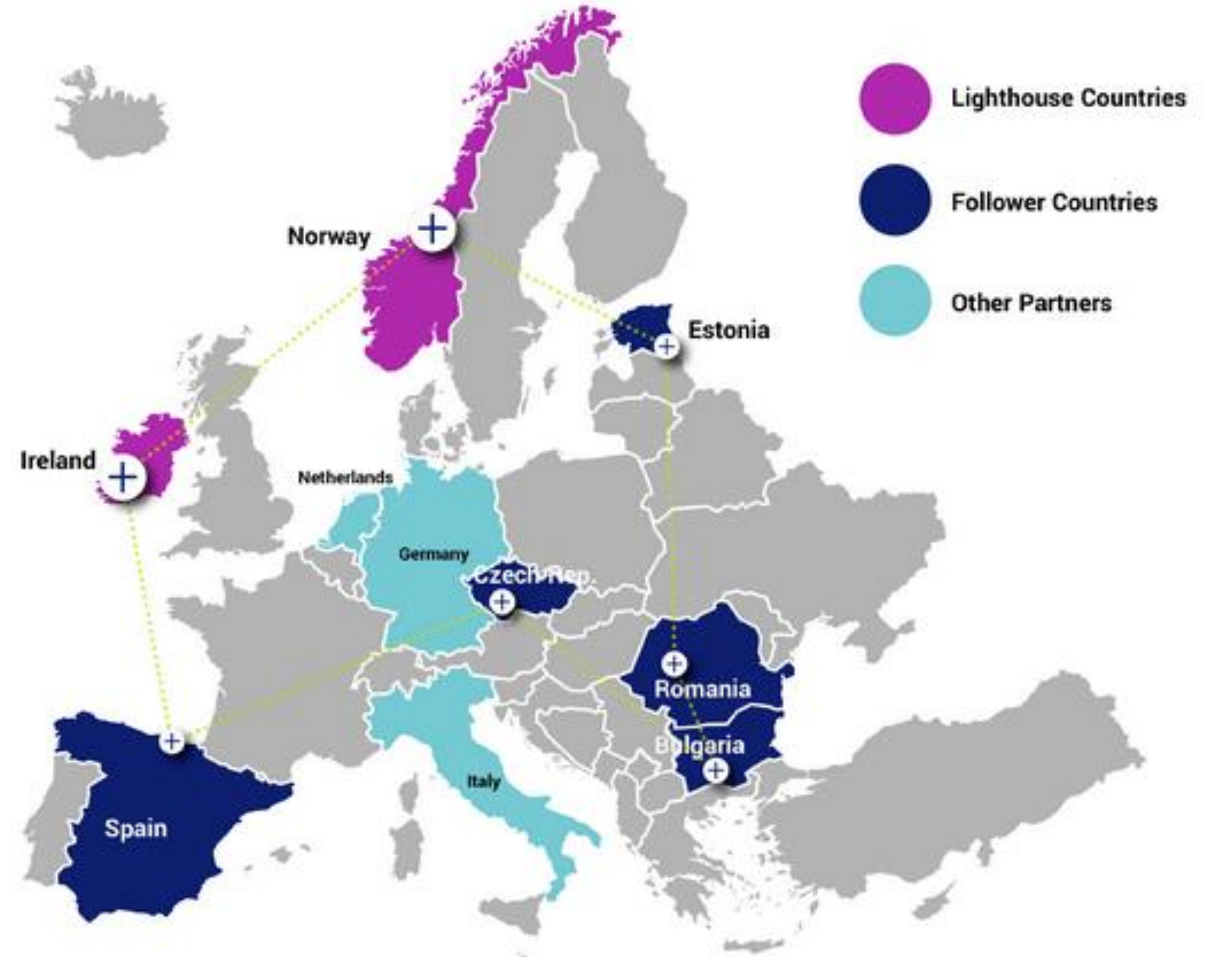 Lighthouse Countries
Follower Countries
Other Partners
Norway
Estonia
Ireland
Netherlands
Germany
Czech Rep.
Romania
Bulgaria
Italy
Spain